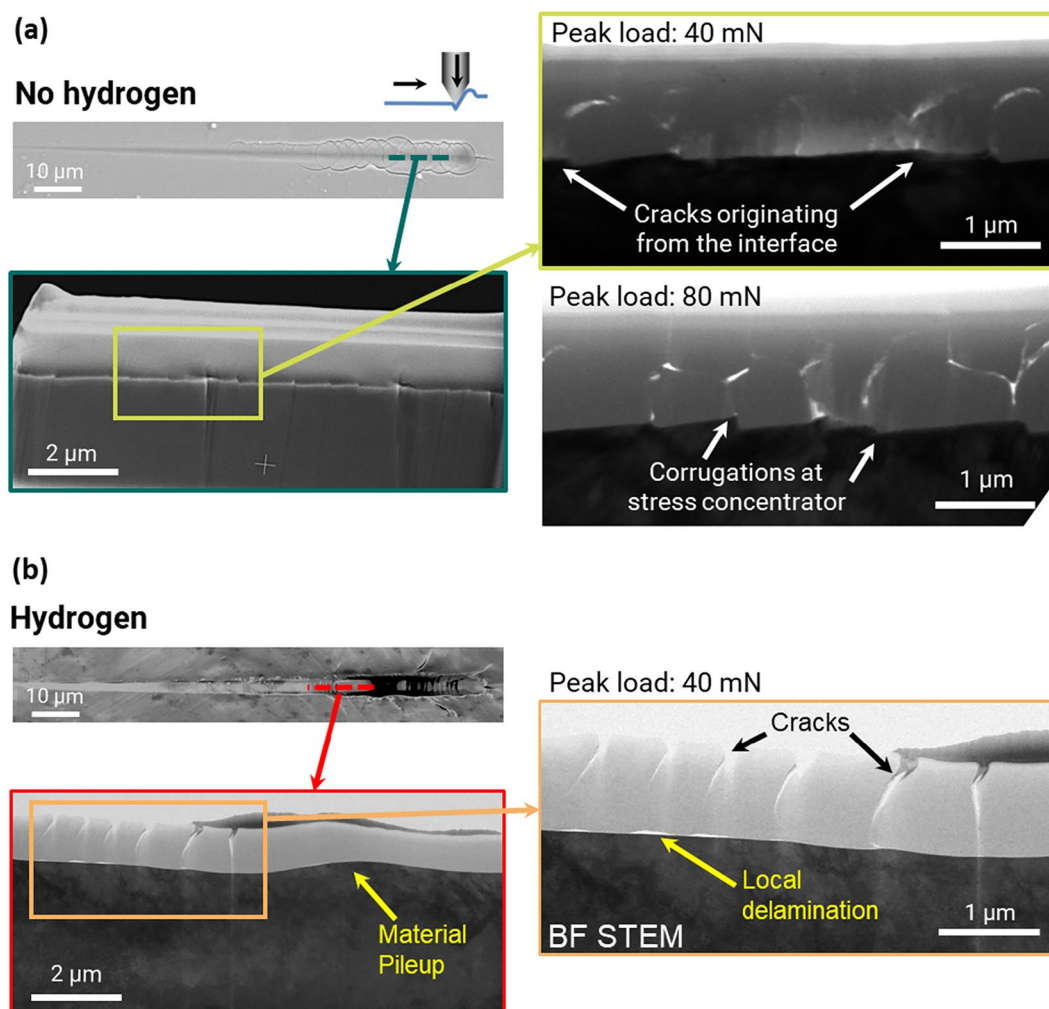 (a)
No hydrogen
10 µm
2 µm
Peak load: 40 mN
Cracks originating
from the interface
1 µm
Peak load: 80 mN
Corrugations at
stress concentrator
1 µm
(b)
Hydrogen
10 µm
Material
Pileup
2 µm
Peak load: 40 mN
Cracks
Local
delamination
BF STEM
1 µm